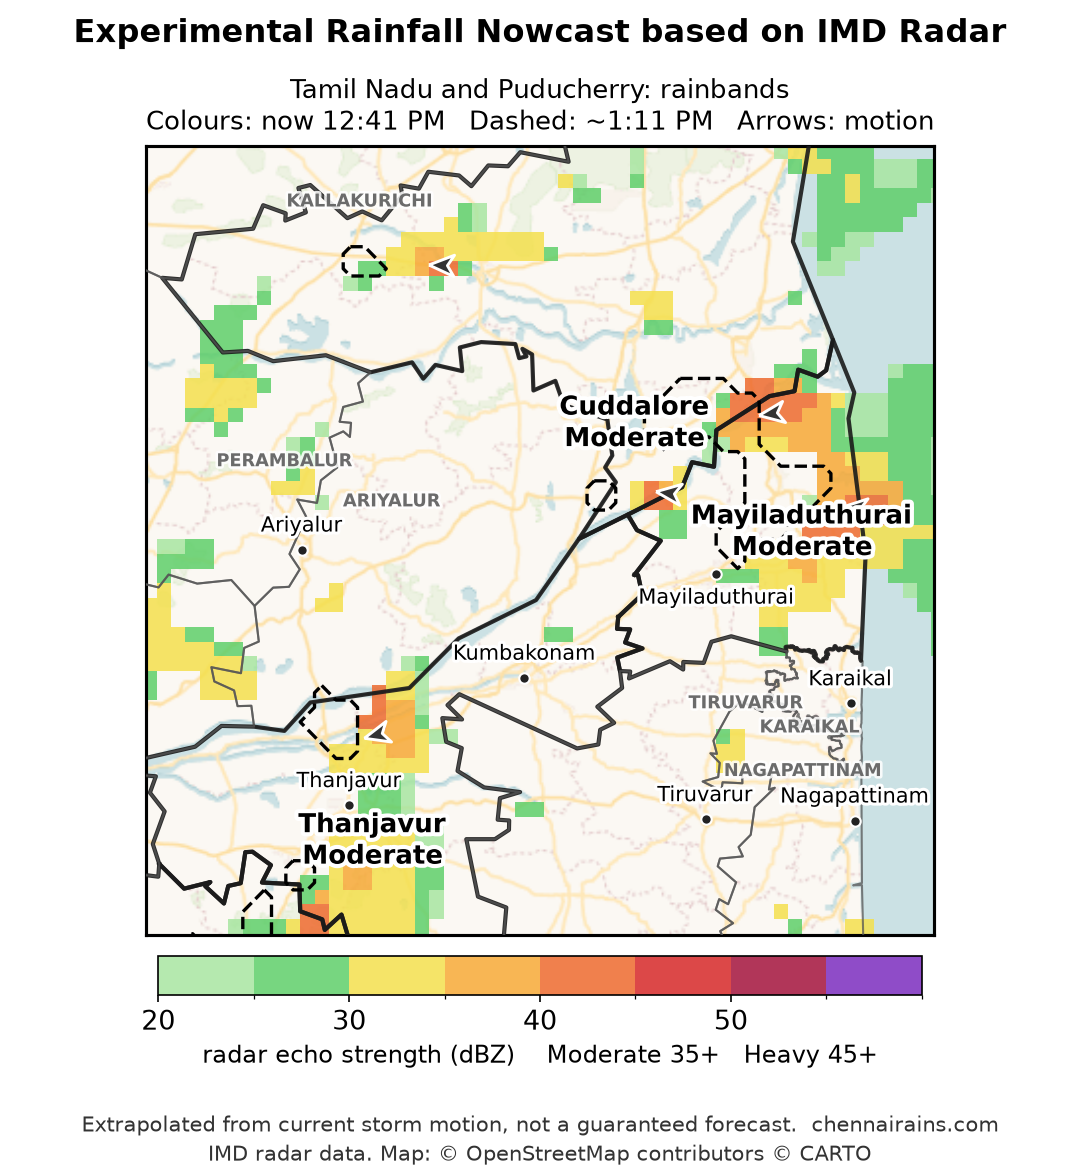 Experimental Rainfall Nowcast based on IMD Radar
Tamil Nadu and Puducherry: rainbands
Colours: now 12:41 PM   Dashed: ~1:11 PM   Arrows: motion
KALLAKURICHI
Cuddalore
Moderate
PERAMBALUR
ARIYALUR
Ariyalur
Mayiladuthurai
Moderate
Mayiladuthurai
Kumbakonam
Karaikal
TIRUVARUR
KARAIKAL
NAGAPATTINAM
Thanjavur
Tiruvarur
Nagapattinam
Thanjavur
Moderate
20 30 40 50
radar echo strength (dBZ)    Moderate 35+   Heavy 45+
Extrapolated from current storm motion, not a guaranteed forecast.  chennairains.com
IMD radar data. Map: © OpenStreetMap contributors © CARTO